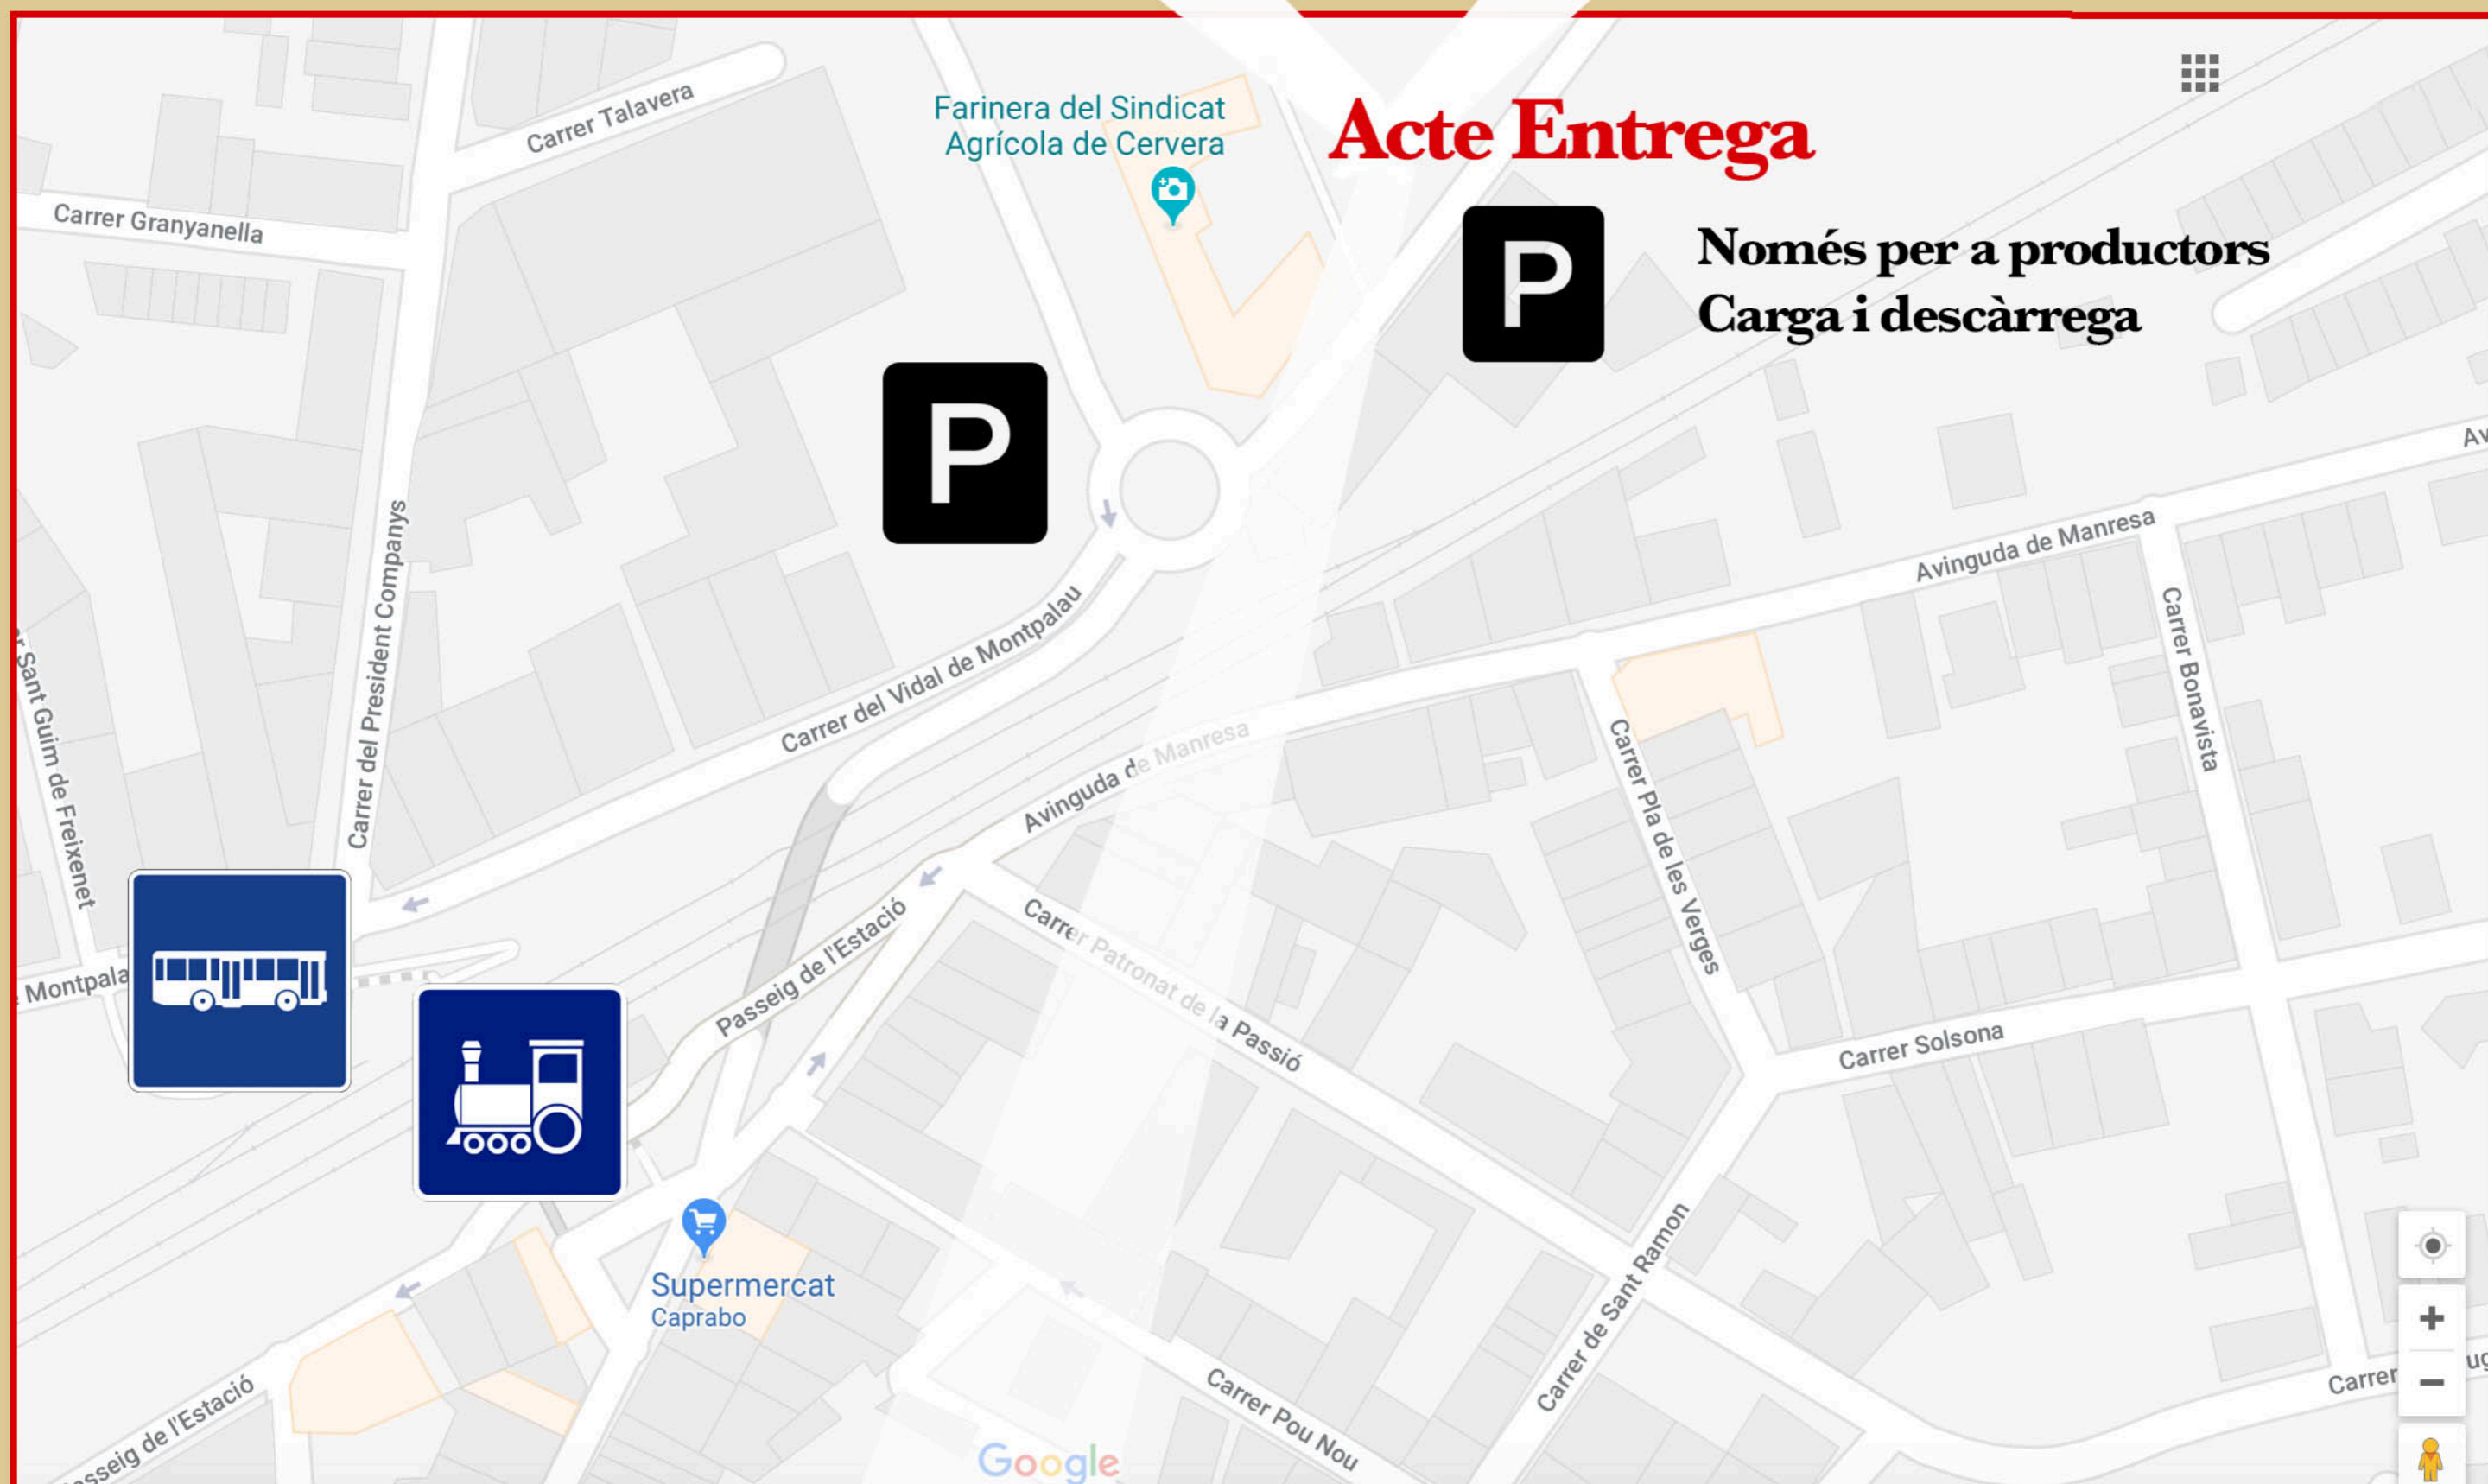 Carrer Talavera
Farinera del Sindicat
Agrícola de Cervera
Acte Entrega
Carrer Granyanella
P
Només per a productors
Carga i descàrrega
P
Av
Avinguda de Manresa
Carrer del President Companys
Carrer del Vidal de Montpalau
Carrer Bonavista
Sant Guim de Freixenet
Avinguda de Manresa
Carrer Pla de les Verges
Montpala
Passeig de l'Estació
Carrer Patronat de la Passió
Carrer Solsona
Supermercat
Caprabo
Carrer de Sant Ramon
Carrer
Passeig de l'Estació
Carrer Pou Nou
Google